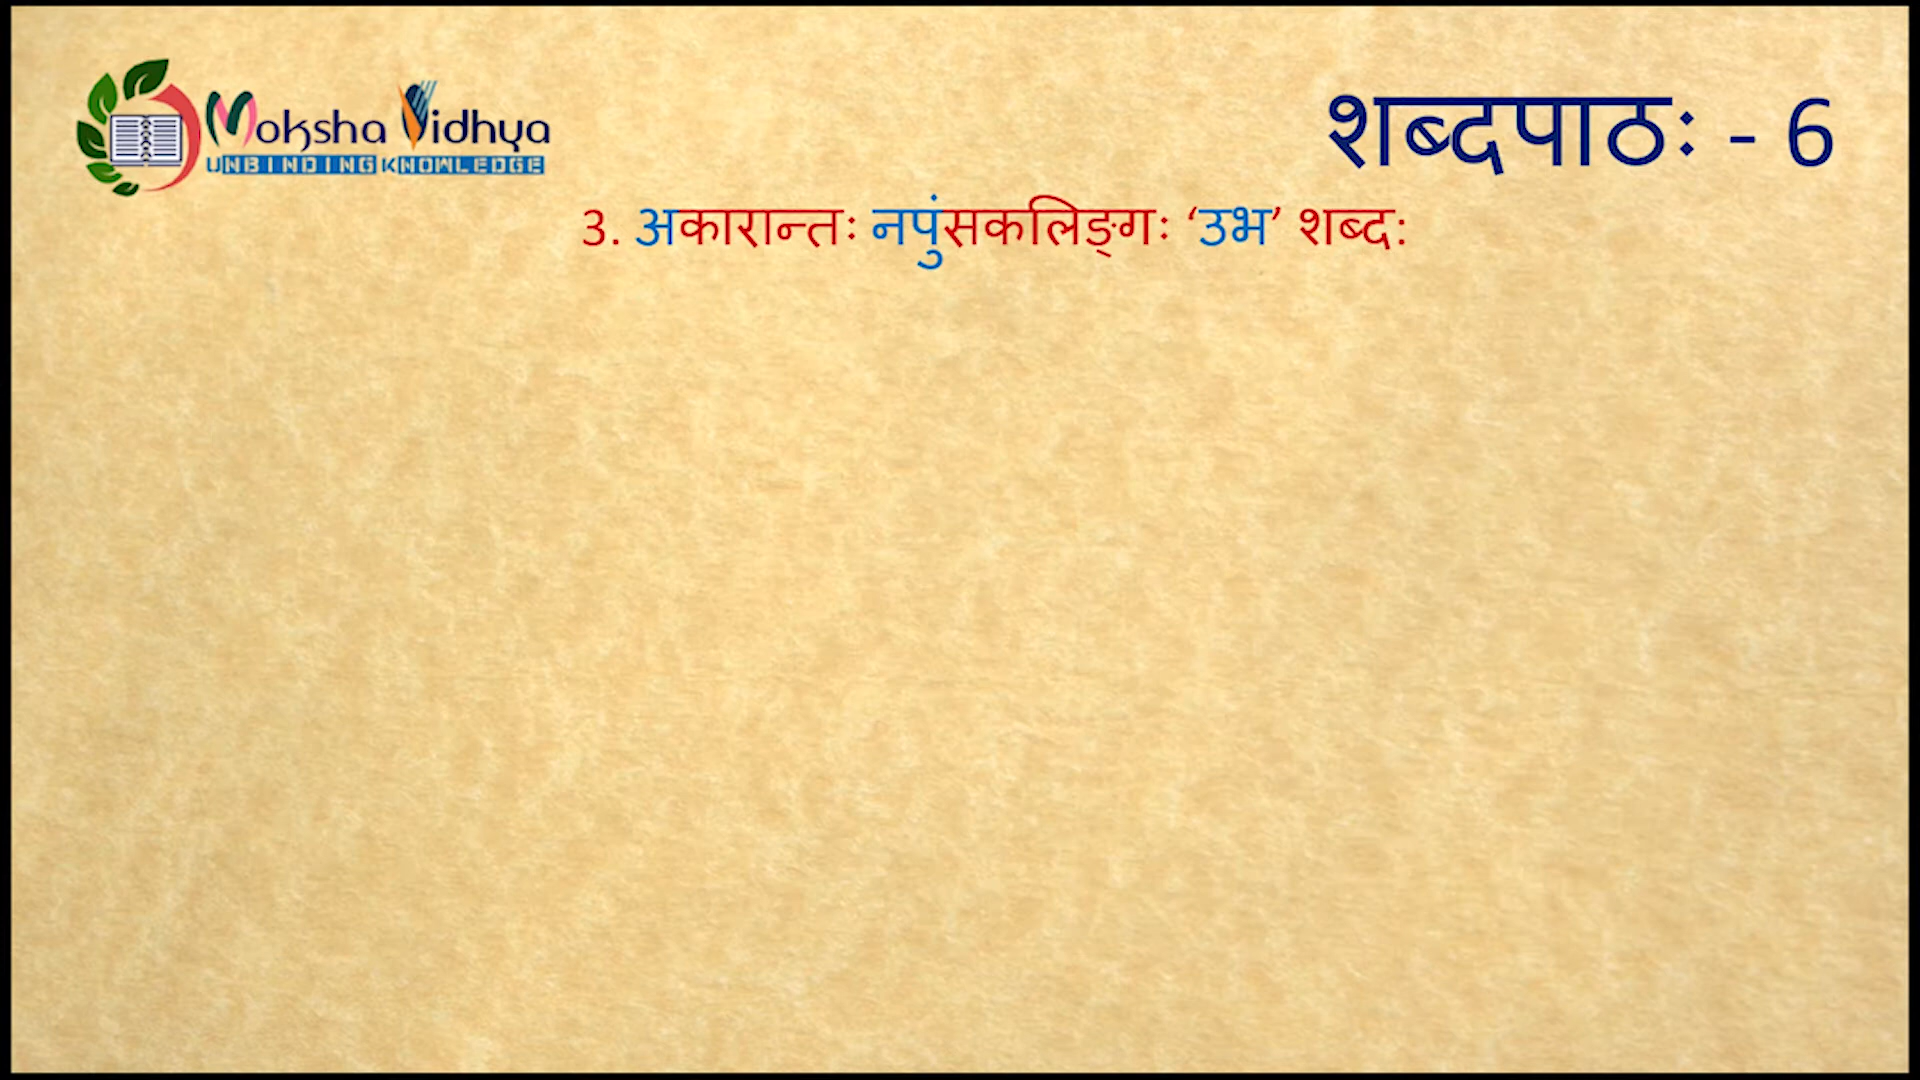 Moksha Vidhya
UNBINDING KNOWLEDGE
शब्दपाठः - 6
3. अकारान्तः नपुंसकलिङ्गः ‘उभ’ शब्द: